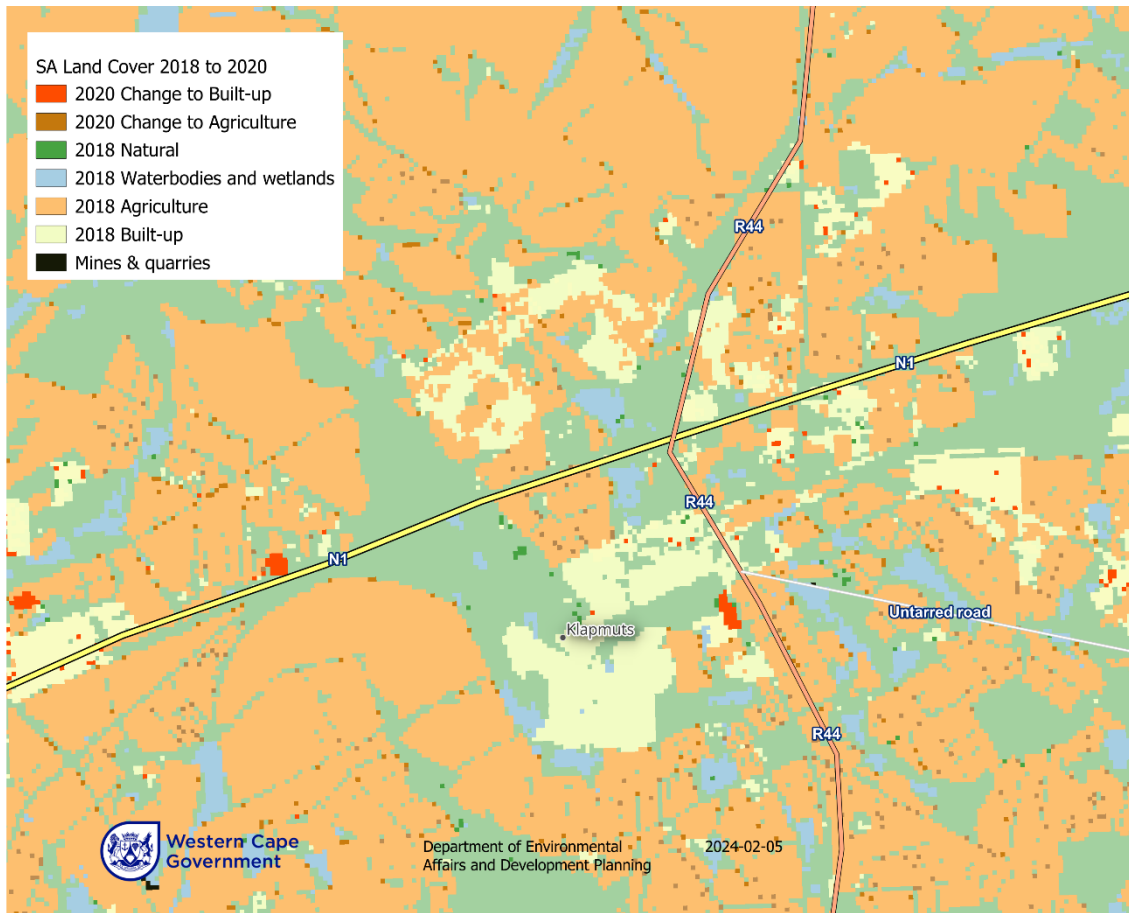 SA Land Cover 2018 to 2020
2020 Change to Built-up
2020 Change to Agriculture
2018 Natural
2018 Waterbodies and wetlands
2018 Agriculture
2018 Built-up
Mines & quarries
R44
N1
R44
N1
Untarred road
Klapmuts
R44
Western Cape
Government
Department of Environmental
Affairs and Development Planning
2024-02-05